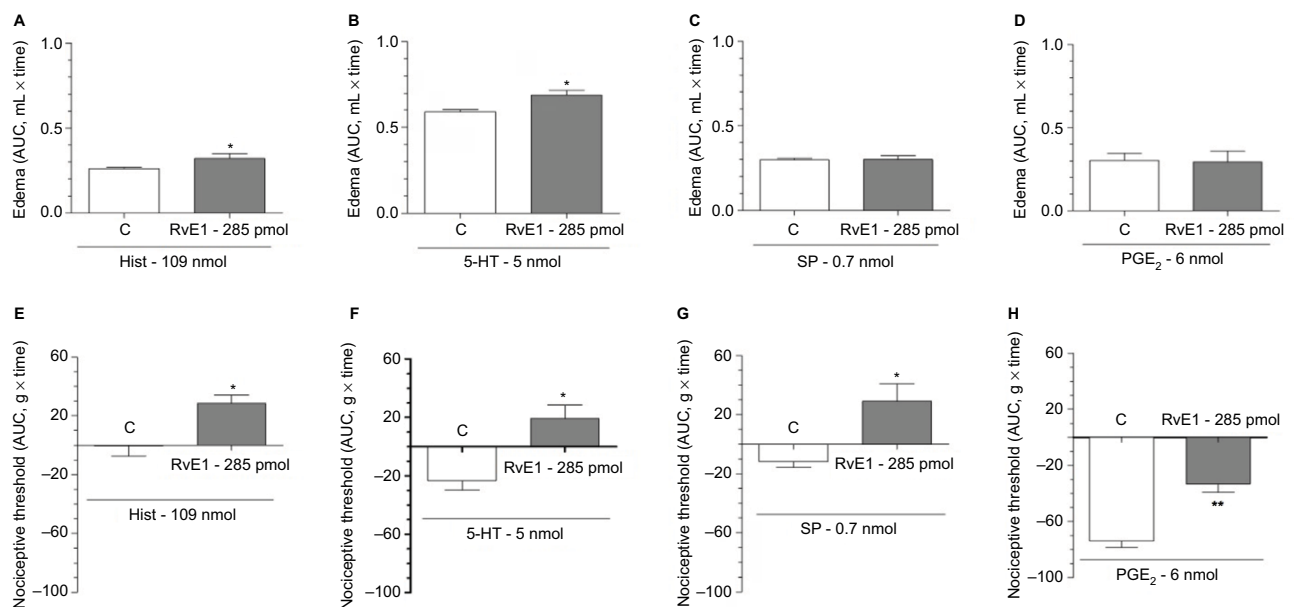 A
Edema (AUC, mL × time)
1.0
0.5
0.0
*
C
RvE1 - 285 pmol
Hist - 109 nmol
B
Edema (AUC, mL × time)
1.0
0.5
0.0
*
C
RvE1 - 285 pmol
5-HT - 5 nmol
C
Edema (AUC, mL × time)
1.0
0.5
0.0
C
RvE1 - 285 pmol
SP - 0.7 nmol
D
Edema (AUC, mL × time)
1.0
0.5
0.0
C
RvE1 - 285 pmol
PGE₂ - 6 nmol
E
Nociceptive threshold (AUC, g × time)
60
20
–20
–60
–100
C
*
RvE1 - 285 pmol
Hist - 109 nmol
F
Nociceptive threshold (AUC, g × time)
60
20
–20
–60
–100
C
*
RvE1 - 285 pmol
5-HT - 5 nmol
G
Nociceptive threshold (AUC, g × time)
60
20
–20
–60
–100
C
*
RvE1 - 285 pmol
SP - 0.7 nmol
H
Nociceptive threshold (AUC, g × time)
60
20
–20
–60
–100
C
RvE1 - 285 pmol
**
PGE₂ - 6 nmol